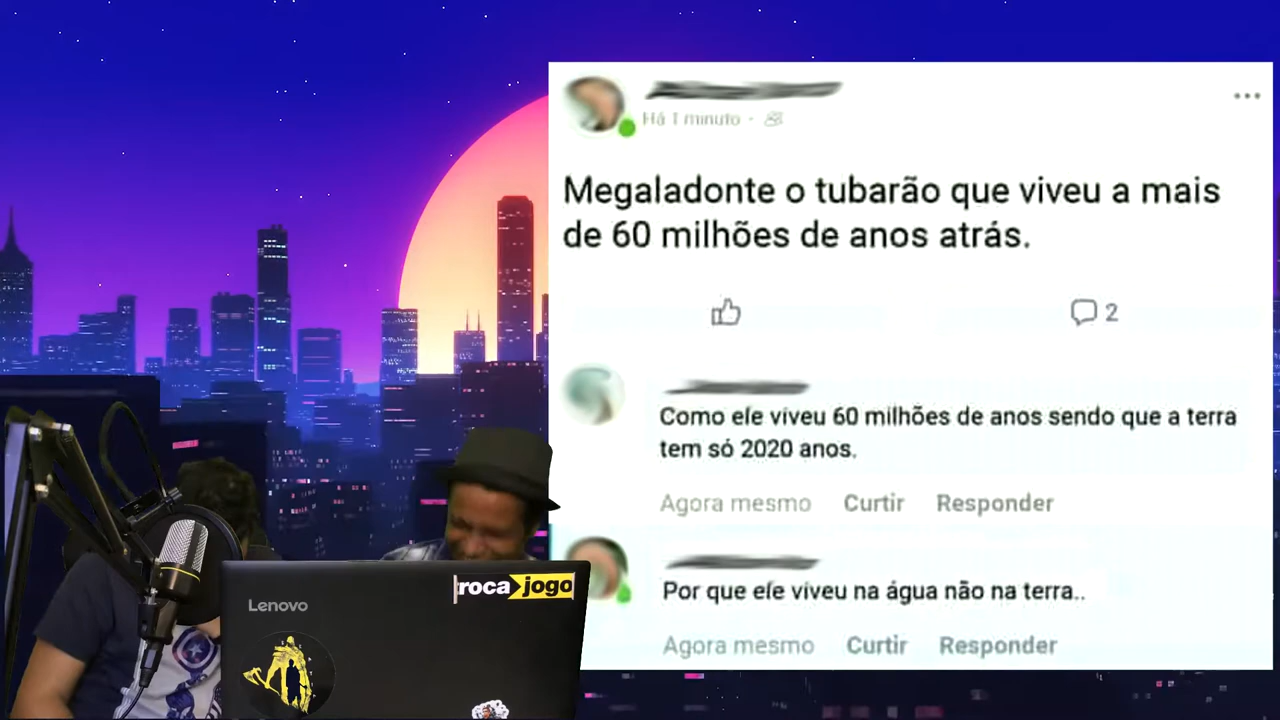 Há 1 minuto
Megaladonte o tubarão que viveu a mais
de 60 milhões de anos atrás.
2
Como ele viveu 60 milhões de anos sendo que a terra
tem só 2020 anos.
Agora mesmo Curtir Responder
Por que ele viveu na água não na terra..
Agora mesmo Curtir Responder
Lenovo
roca jogo